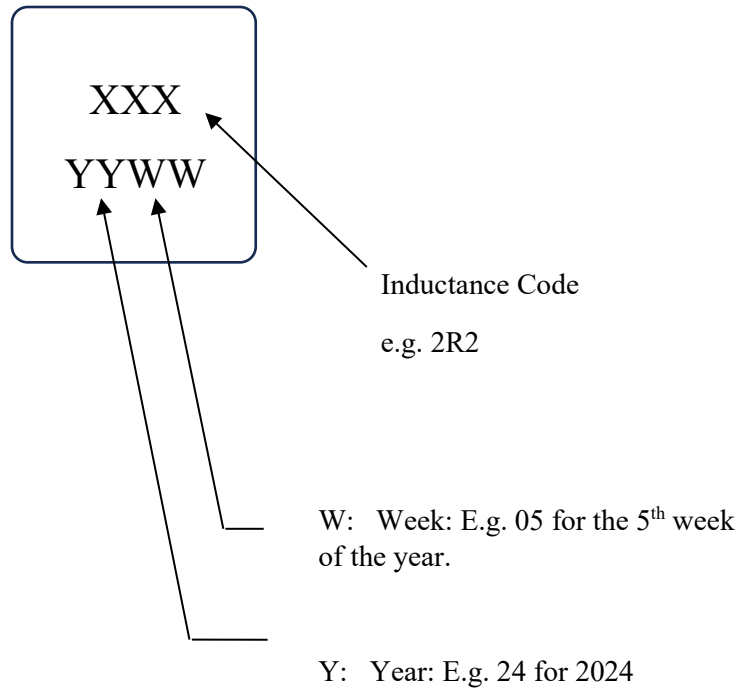 XXX
YYWW
Inductance Code
e.g. 2R2
W: Week: E.g. 05 for the 5th week
of the year.
Y: Year: E.g. 24 for 2024